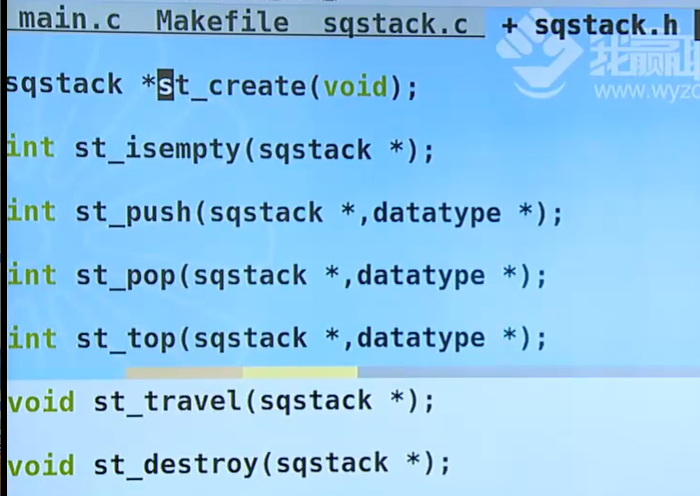 main.c Makefile sqstack.c + sqstack.h
我赢
www.wyzc
sqstack *st_create(void);
int st_isempty(sqstack *);
int st_push(sqstack *,datatype *);
int st_pop(sqstack *,datatype *);
int st_top(sqstack *,datatype *);
void st_travel(sqstack *);
void st_destroy(sqstack *);